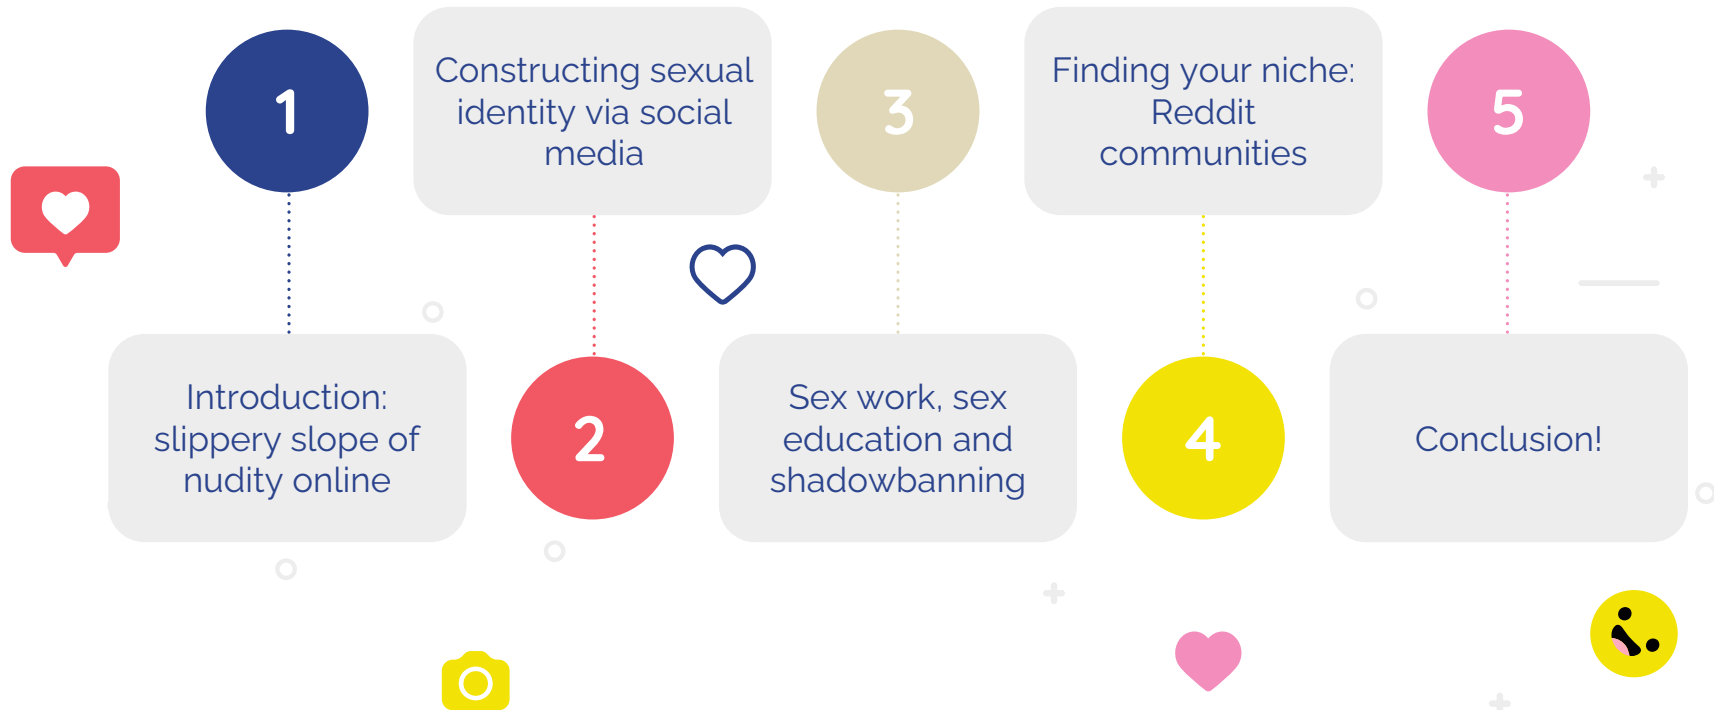 1
Introduction:
slippery slope of
nudity online
2
Constructing sexual
identity via social
media
3
Sex work, sex
education and
shadowbanning
4
Finding your niche:
Reddit
communities
5
Conclusion!